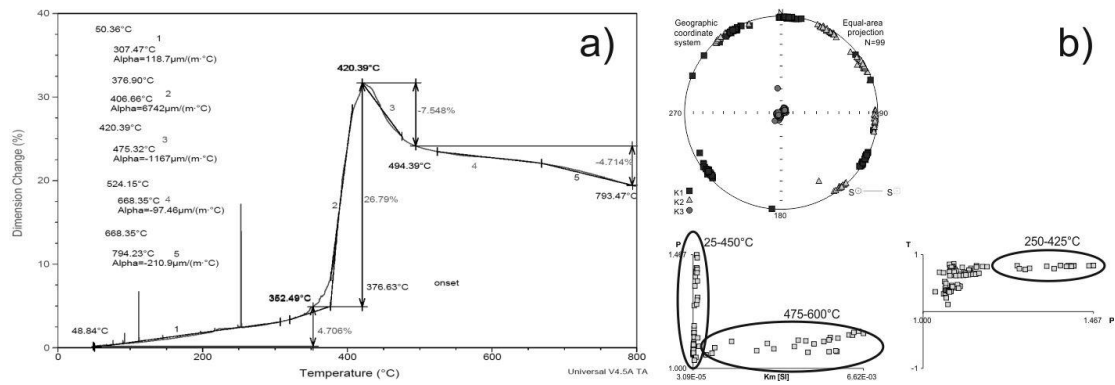 a)
Dimension Change (%)
40
30
20
10
0
50.36°C
1
307.47°C
Alpha=118.7µm/(m·°C)
376.90°C
2
406.66°C
Alpha=6742µm/(m·°C)
420.39°C
3
475.32°C
Alpha=-1167µm/(m·°C)
524.15°C
4
668.35°C
Alpha=-97.46µm/(m·°C)
668.35°C
5
794.23°C
Alpha=-210.9µm/(m·°C)
420.39°C
3
-7.548%
494.39°C
4
5
-4.714%
793.47°C
2
26.79%
376.63°C
onset
352.49°C
4.706%
48.84°C
1
0
200
400
600
800
Temperature (°C)
Universal V4.5A TA
b)
Geographic
coordinate
system
N
Equal-area
projection
N=99
270
90
180
K1
K2
K3
S
S
P
25-450°C
1.467
475-600°C
1.000
3.09E-05
Km [SI]
6.62E-03
T
250-425°C
1
1.000
1.467
P
-1